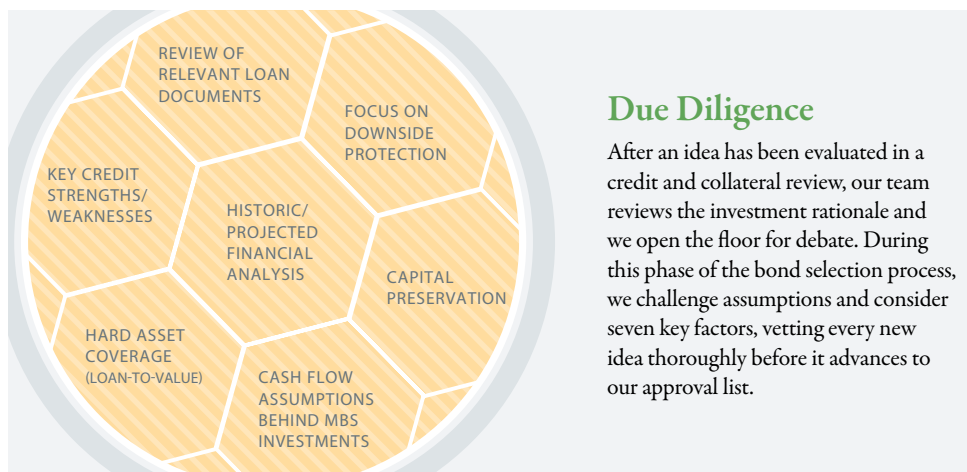 REVIEW OF
RELEVANT LOAN
DOCUMENTS
FOCUS ON
DOWNSIDE
PROTECTION
KEY CREDIT
STRENGTHS/
WEAKNESSES
HISTORIC/
PROJECTED
FINANCIAL
ANALYSIS
CAPITAL
PRESERVATION
HARD ASSET
COVERAGE
(LOAN-TO-VALUE)
CASH FLOW
ASSUMPTIONS
BEHIND MBS
INVESTMENTS
Due Diligence
After an idea has been evaluated in a
credit and collateral review, our team
reviews the investment rationale and
we open the floor for debate. During
this phase of the bond selection process,
we challenge assumptions and consider
seven key factors, vetting every new
idea thoroughly before it advances to
our approval list.